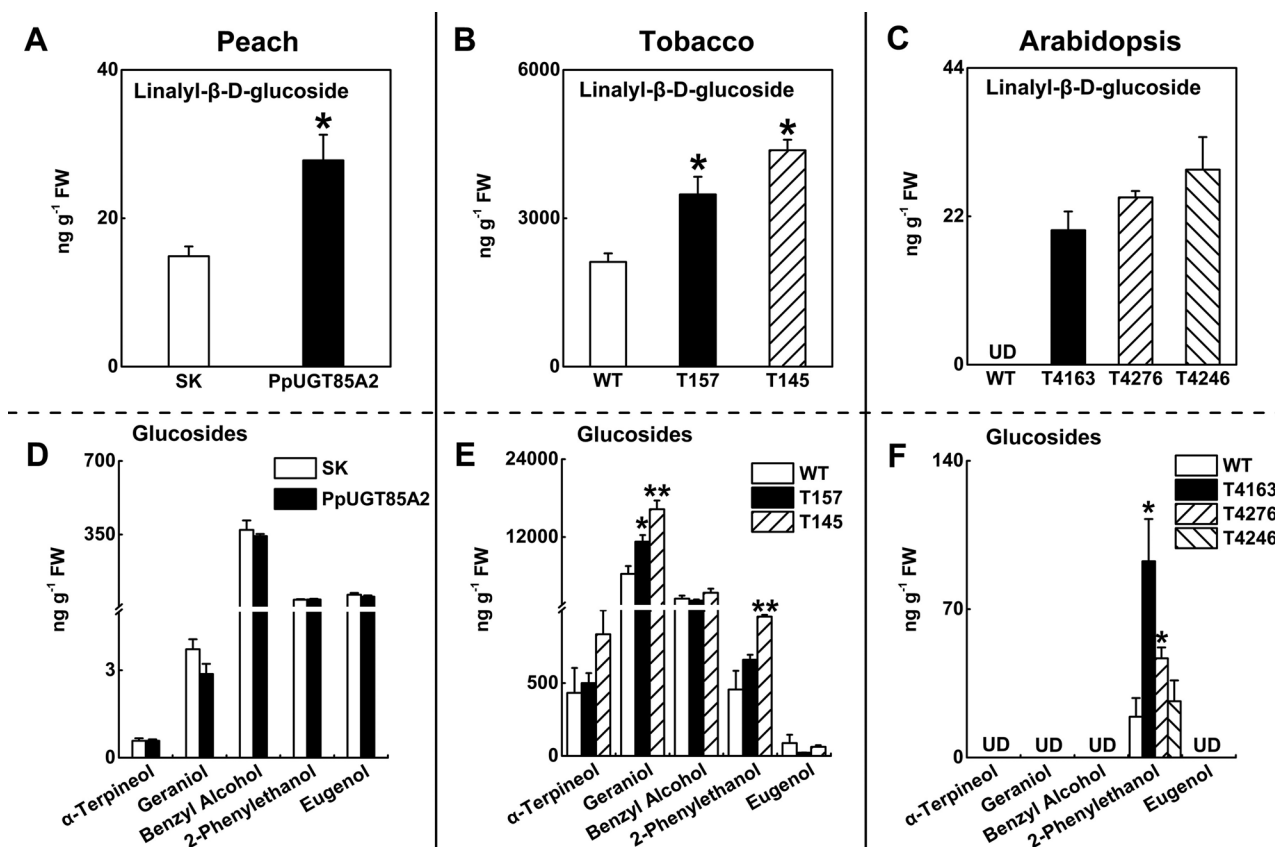 A
Peach
40
20
0
ng g⁻¹ FW
Linalyl-β-D-glucoside
*
SK
PpUGT85A2
B
Tobacco
6000
3000
0
ng g⁻¹ FW
Linalyl-β-D-glucoside
*
*
WT
T157
T145
C
Arabidopsis
44
22
0
ng g⁻¹ FW
Linalyl-β-D-glucoside
UD
WT
T4163
T4276
T4246
D
Glucosides
700
350
3
0
ng g⁻¹ FW
SK
PpUGT85A2
α-Terpineol
Geraniol
Benzyl Alcohol
2-Phenylethanol
Eugenol
E
Glucosides
24000
12000
500
0
ng g⁻¹ FW
WT
T157
T145
*
**
**
α-Terpineol
Geraniol
Benzyl Alcohol
2-Phenylethanol
Eugenol
F
Glucosides
140
70
0
ng g⁻¹ FW
WT
T4163
T4276
T4246
*
*
UD
UD
UD
UD
α-Terpineol
Geraniol
Benzyl Alcohol
2-Phenylethanol
Eugenol